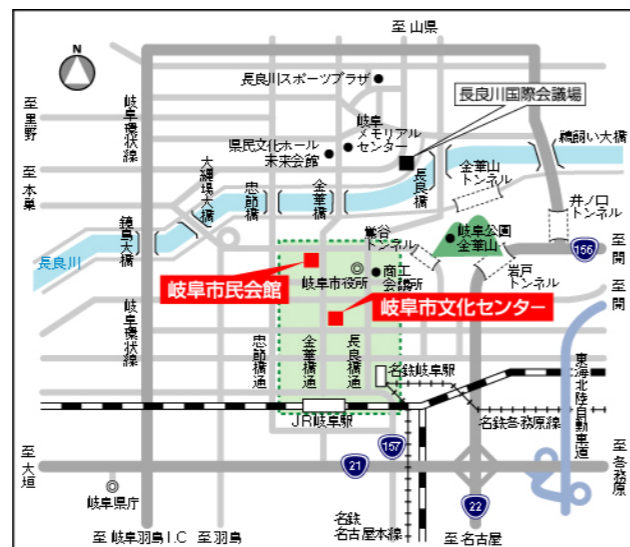 至山県
N
長良川スポーツプラザ
長良川国際会議場
至墨野
岐阜環状線
岐阜
メモリアル
センター
県民文化ホール
未来会館
鵜飼い大橋
至本巣
大縄場大橋
忠節橋
金華橋
長良橋
金華山
トンネル
井ノ口
トンネル
鏡島大橋
長良川
鶯谷
トンネル
岐阜公園
金華山
156
至関
岐阜市民会館
岐阜市役所
商工
会議所
岩戸
トンネル
至関
岐阜市文化センター
岐阜環状線
忠節橋通
金華橋通
長良橋通
名鉄岐阜駅
東海北陸自動車道
JR岐阜駅
名鉄各務原線
157
至大垣
21
至各務原
岐阜県庁
22
至岐阜羽島I.C
至羽島
名鉄
名古屋本線
至名古屋